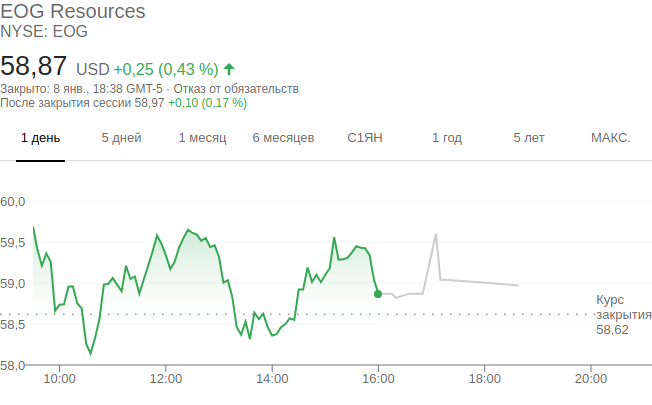 EOG Resources
NYSE: EOG
58,87 USD +0,25 (0,43 %)
Закрыто: 8 янв., 18:38 GMT-5 · Отказ от обязательств
После закрытия сессии 58,97 +0,10 (0,17 %)
1 день 5 дней 1 месяц 6 месяцев С1ЯН 1 год 5 лет МАКС.
60,0
59,5
59,0
58,5
58,0
Курс
закрытия
58,62
10:00 12:00 14:00 16:00 18:00 20:00